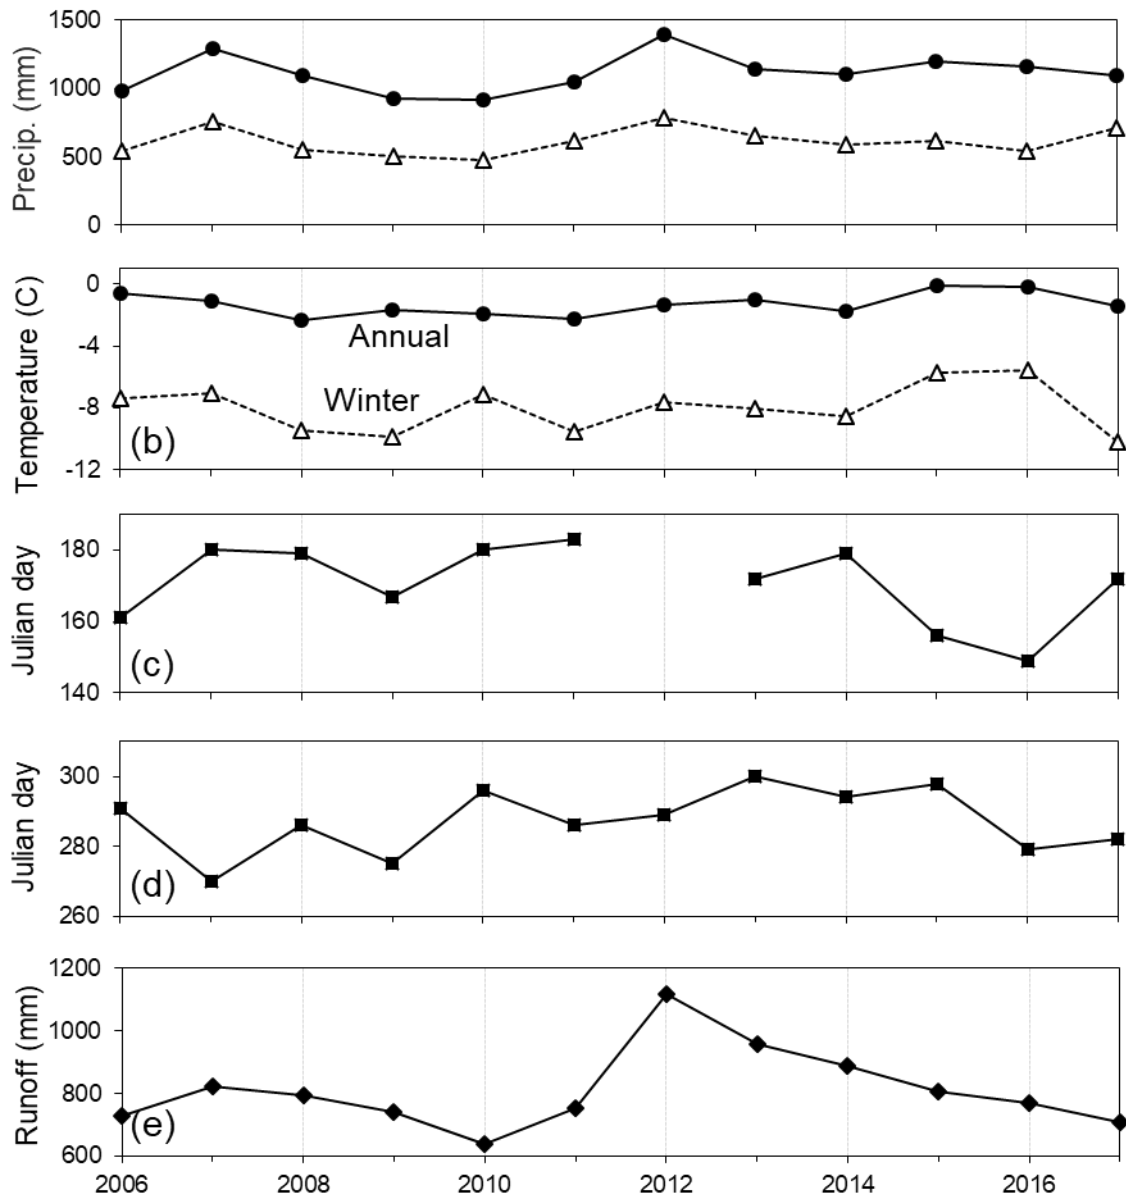 1500
1000
500
0
Precip. (mm)
0
-4
-8
-12
Temperature (C)
Annual
Winter
(b)
180
160
140
Julian day
(c)
300
280
260
Julian day
(d)
1200
1000
800
600
Runoff (mm)
(e)
2006 2008 2010 2012 2014 2016